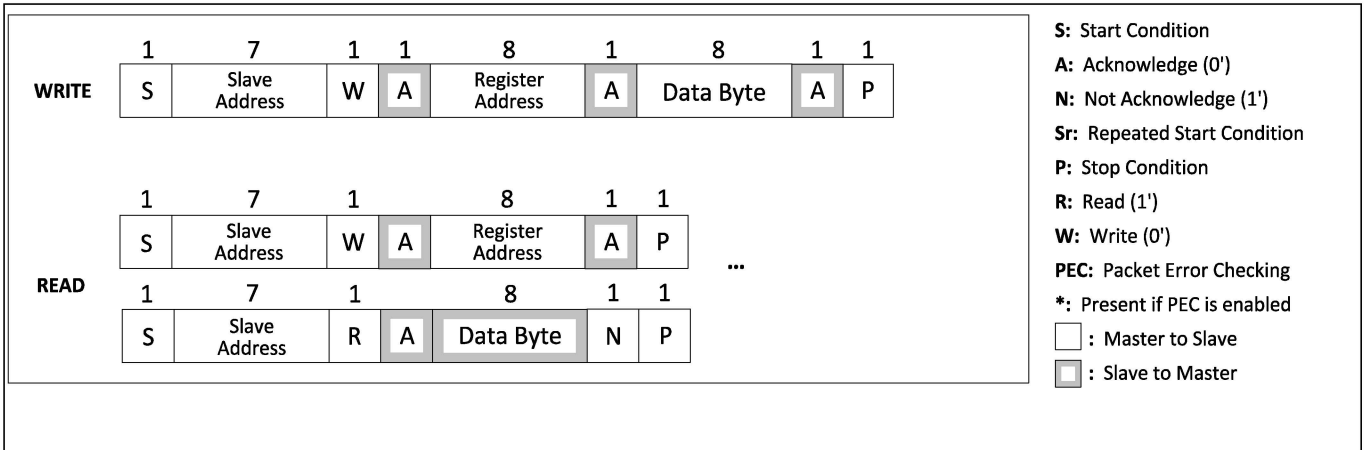 1 7 1 1 8 1 8 1 1
WRITE S Slave Address W A Register Address A Data Byte A P
1 7 1 8 1 1
S Slave Address W A Register Address A P
...
READ
1 7 1 8 1 1
S Slave Address R A Data Byte N P
S: Start Condition
A: Acknowledge (0')
N: Not Acknowledge (1')
Sr: Repeated Start Condition
P: Stop Condition
R: Read (1')
W: Write (0')
PEC: Packet Error Checking
*: Present if PEC is enabled
: Master to Slave
: Slave to Master